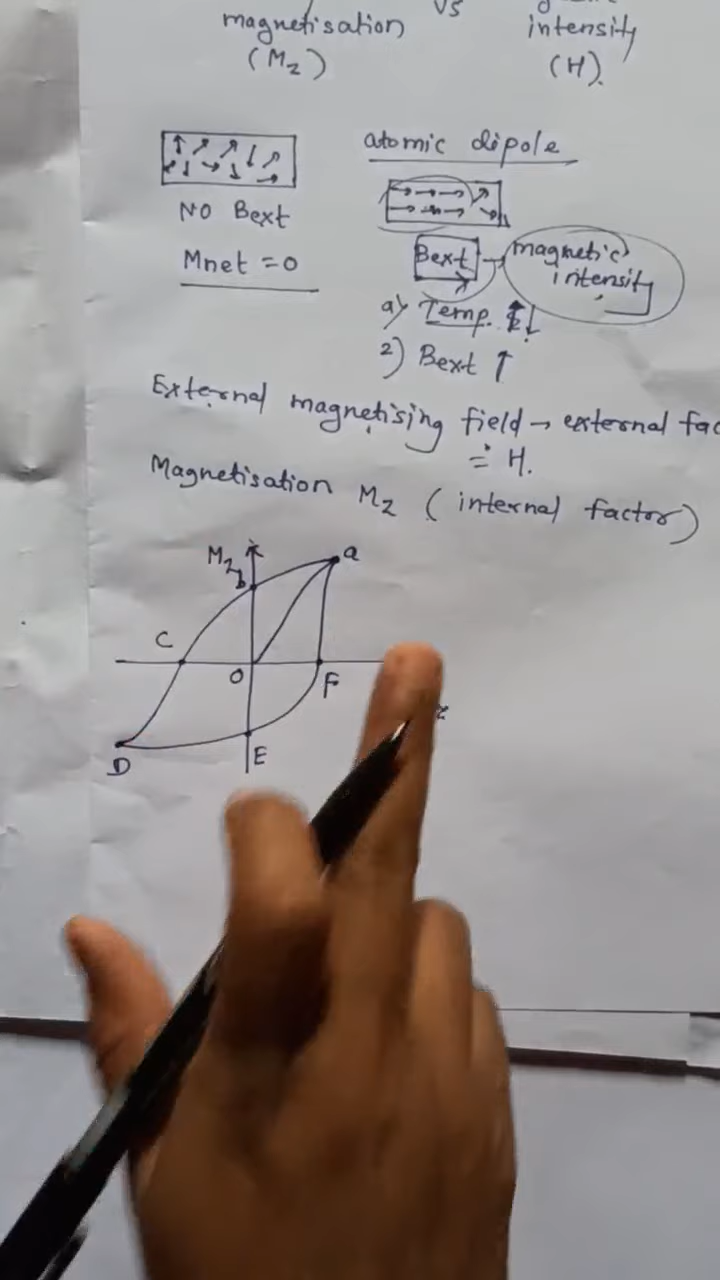 magnetisation vs intensity
(Mz) (H).
atomic dipole
NO Bext
Mnet = 0
Bext → magnetic
intensity
a) Temp. ↑↓
2) Bext ↑
External magnetising field → external
= H.
Magnetisation Mz (internal factor)
Mz
b
a
C
O
F
D
E